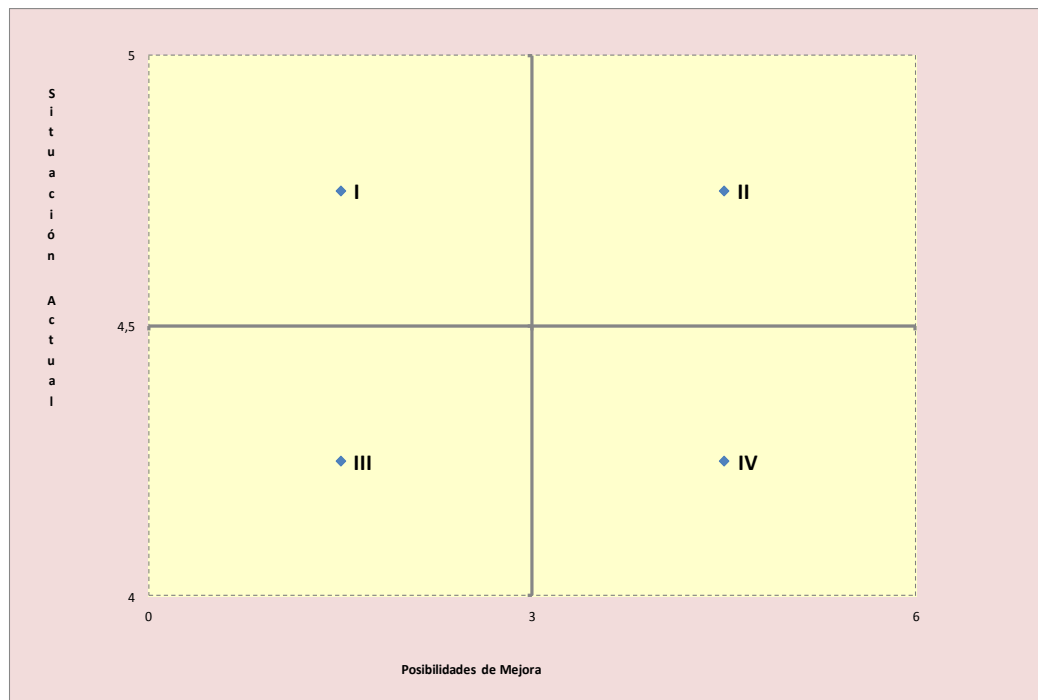 5
Situación Actual
I
II
4,5
III
IV
4
0
3
6
Posibilidades de Mejora